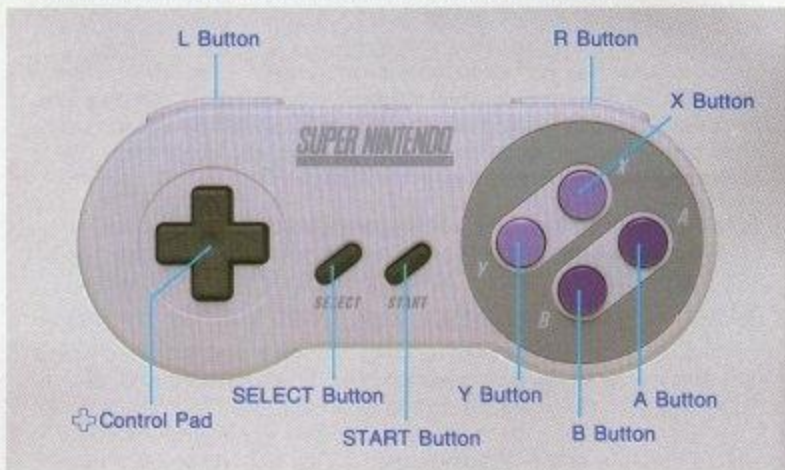 L Button
R Button
X Button
SUPER NINTENDO
X
A
Y
B
SELECT
START
SELECT Button
Y Button
A Button
Control Pad
START Button
B Button